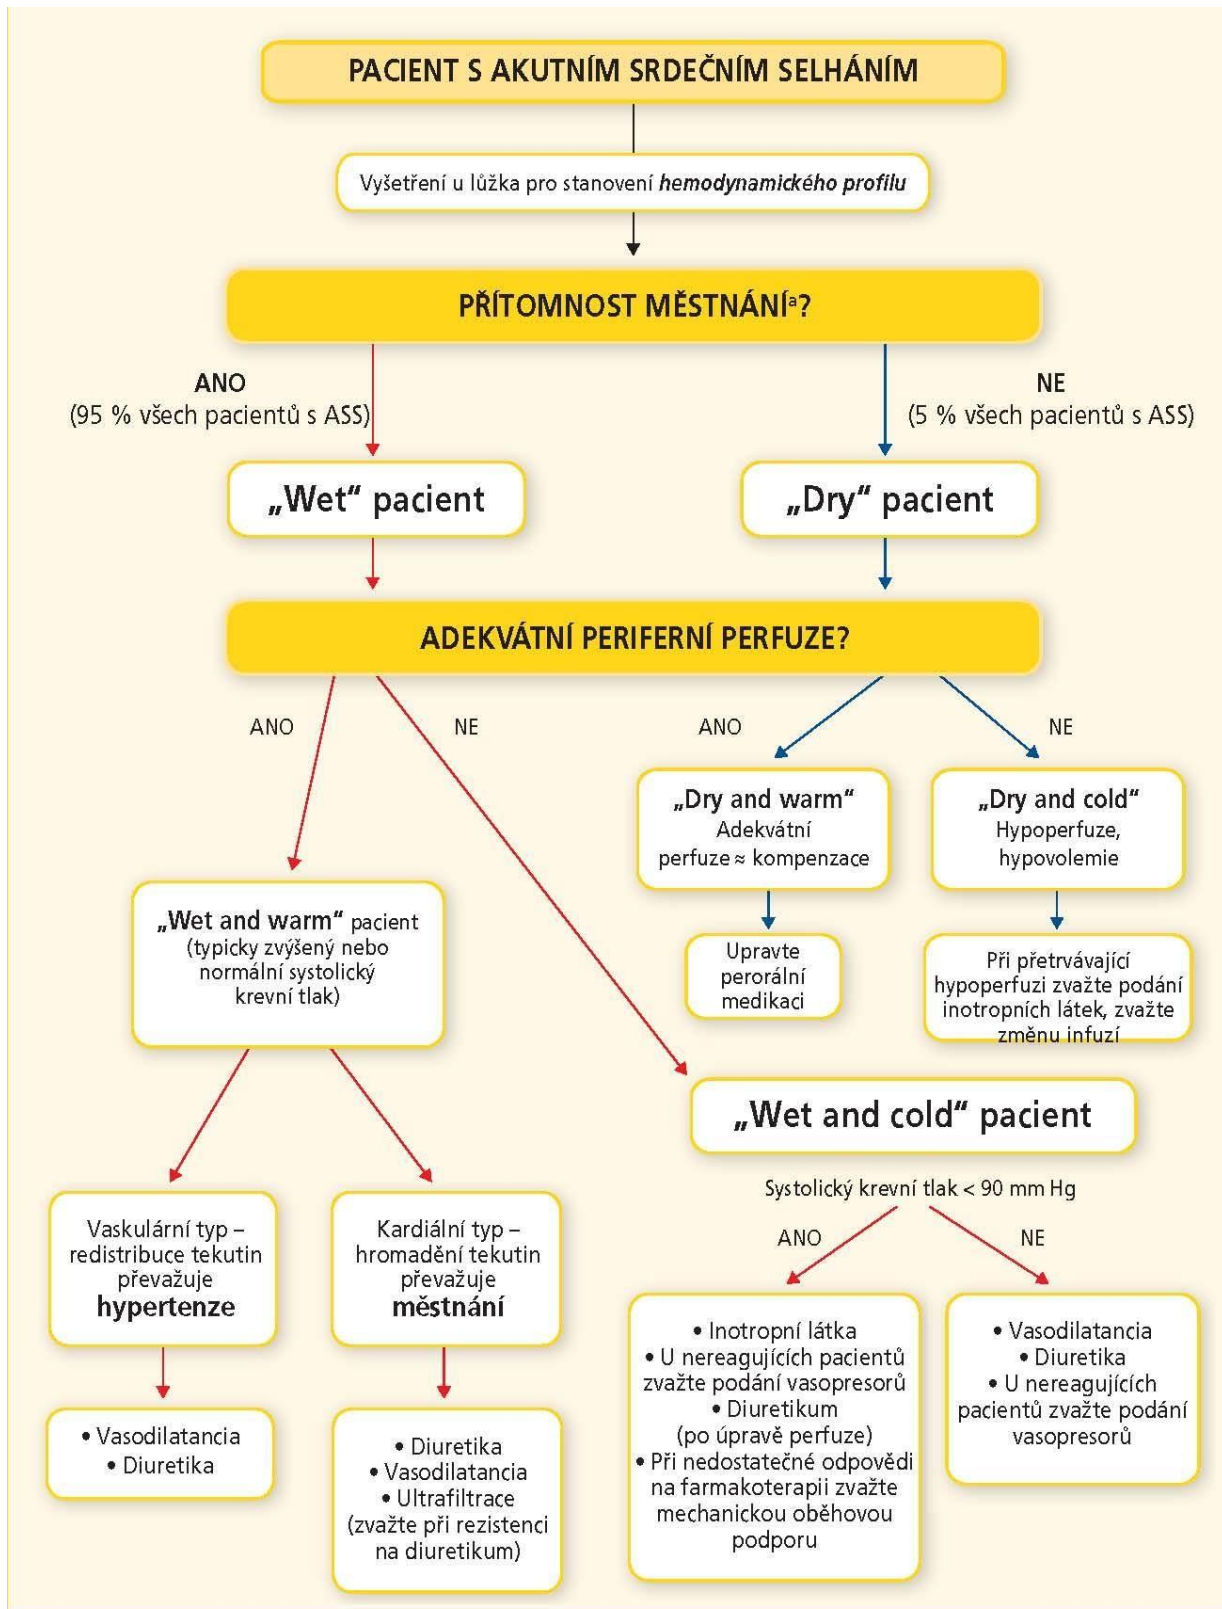 PACIENT S AKUTNÍM SRDEČNÍM SELHÁNÍM
Vyšetření u lůžka pro stanovení hemodynamického profilu
PŘÍTOMNOST MĚSTNÁNÍᵃ?
ANO
(95 % všech pacientů s ASS)
NE
(5 % všech pacientů s ASS)
„Wet“ pacient
„Dry“ pacient
ADEKVÁTNÍ PERIFERNÍ PERFUZE?
ANO
NE
ANO
NE
„Dry and warm“
Adekvátní
perfuze ≈ kompenzace
„Dry and cold“
Hypoperfuze,
hypovolemie
„Wet and warm“ pacient
(typicky zvýšený nebo
normální systolický
krevní tlak)
Upravte
perorální
medikaci
Při přetrvávající
hypoperfuzi zvažte podání
inotropních látek, zvažte
změnu infuzí
„Wet and cold“ pacient
Systolický krevní tlak < 90 mm Hg
ANO
NE
Vaskulární typ –
redistribuce tekutin
převažuje
hypertenze
Kardiální typ –
hromadění tekutin
převažuje
městnání
• Vasodilatancia
• Diuretika
• Diuretika
• Vasodilatancia
• Ultrafiltrace
(zvažte při rezistenci
na diuretikum)
• Inotropní látka
• U nereagujících pacientů
zvažte podání vasopresorů
• Diuretikum
(po úpravě perfuze)
• Při nedostatečné odpovědi
na farmakoterapii zvažte
mechanickou oběhovou
podporu
• Vasodilatancia
• Diuretika
• U nereagujících
pacientů zvažte podání
vasopresorů